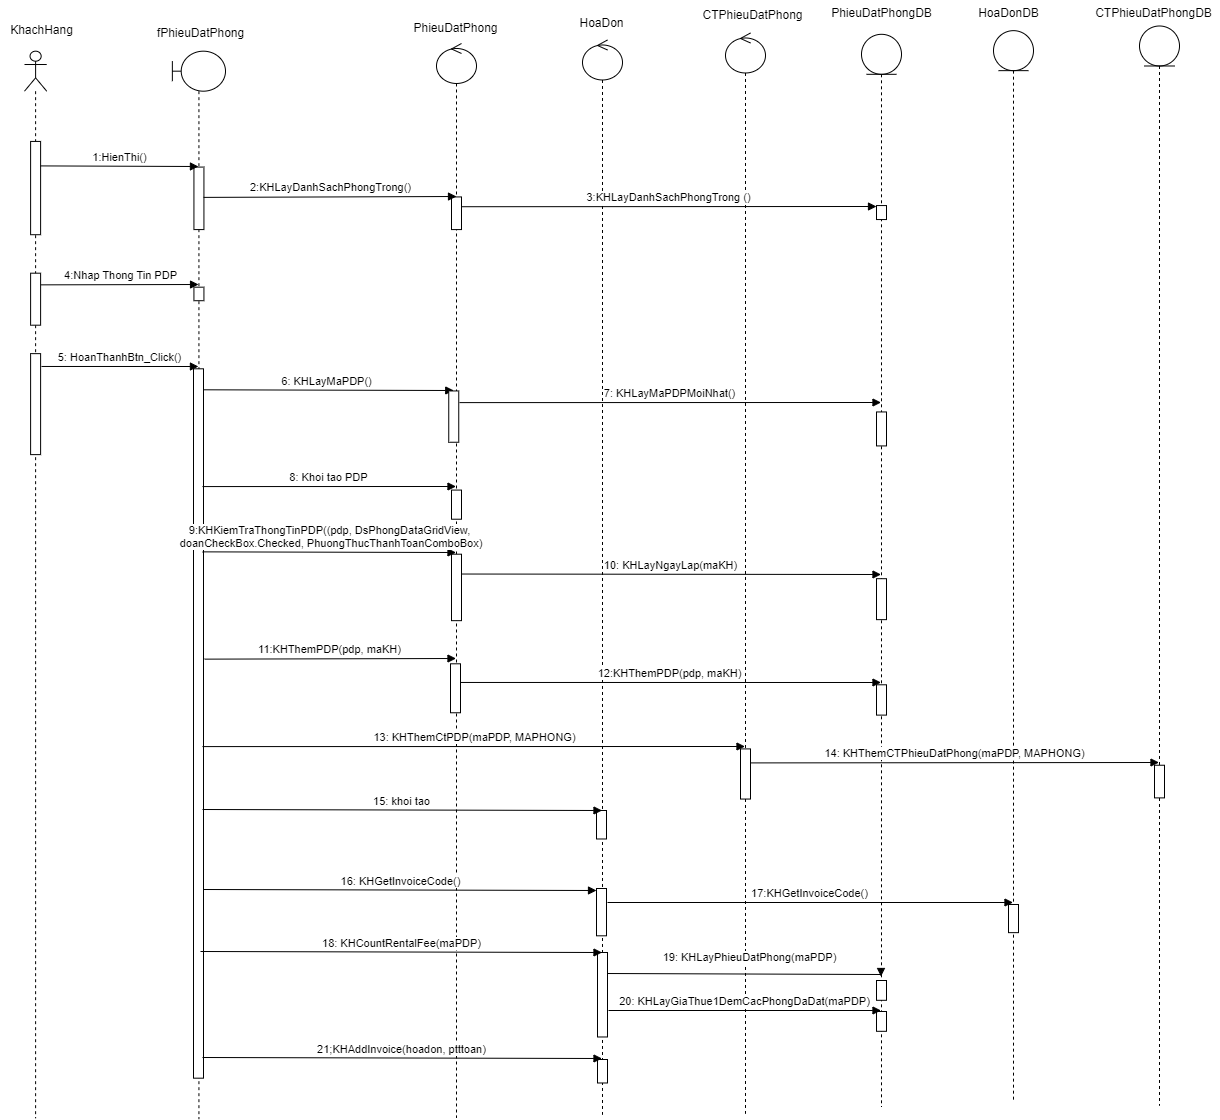 KhachHang
fPhieuDatPhong
PhieuDatPhong
HoaDon
CTPhieuDatPhong
PhieuDatPhongDB
HoaDonDB
CTPhieuDatPhongDB
1:HienThi()
2:KHLayDanhSachPhongTrong()
3:KHLayDanhSachPhongTrong ()
4:Nhap Thong Tin PDP
5: HoanThanhBtn_Click()
6: KHLayMaPDP()
7: KHLayMaPDPMoiNhat()
8: Khoi tao PDP
9:KHKiemTraThongTinPDP((pdp, DsPhongDataGridView,
doanCheckBox.Checked, PhuongThucThanhToanComboBox)
10: KHLayNgayLap(maKH)
11:KHThemPDP(pdp, maKH)
12:KHThemPDP(pdp, maKH)
13: KHThemCtPDP(maPDP, MAPHONG)
14: KHThemCTPhieuDatPhong(maPDP, MAPHONG)
15: khoi tao
16: KHGetInvoiceCode()
17:KHGetInvoiceCode()
18: KHCountRentalFee(maPDP)
19: KHLayPhieuDatPhong(maPDP)
20: KHLayGiaThue1DemCacPhongDaDat(maPDP)
21;KHAddInvoice(hoadon, ptttoan)